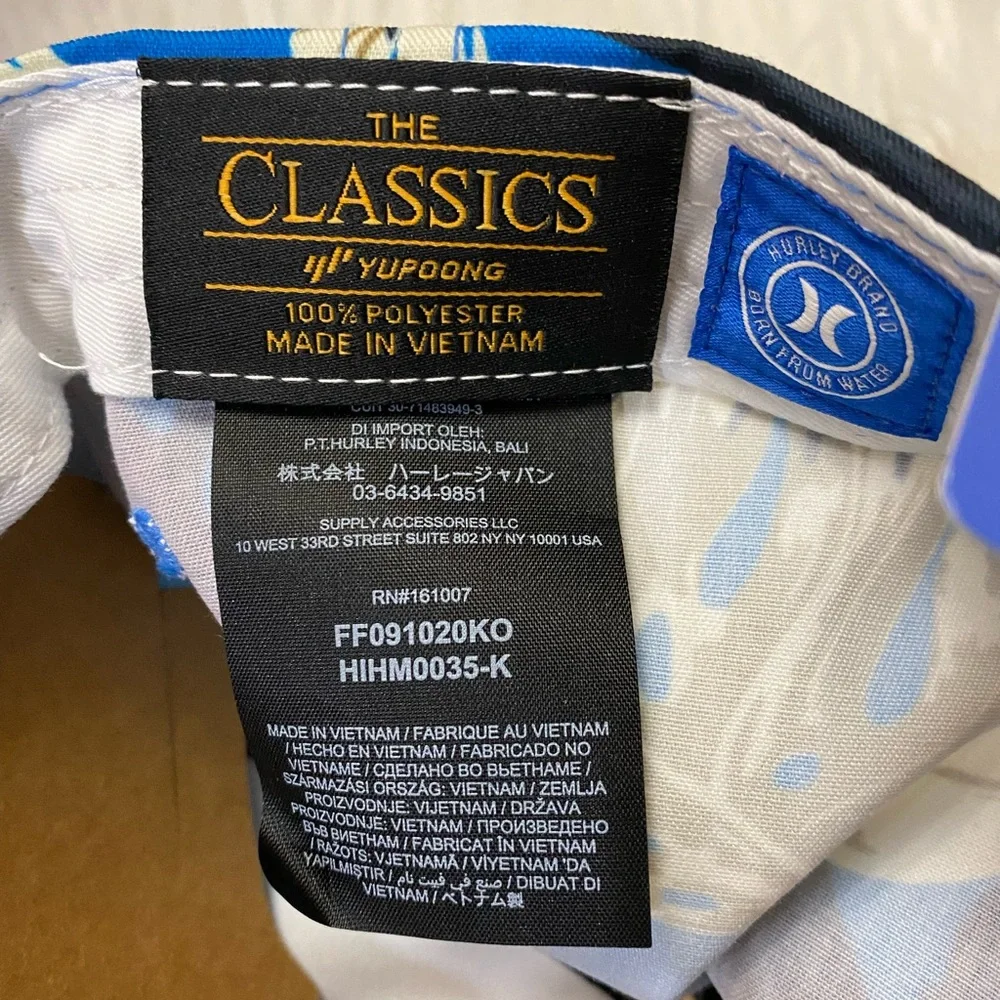 THE
CLASSICS
YUPOONG
100% POLYESTER
MADE IN VIETNAM
HURLEY BRAND
BORN FROM WATER
CUIT 30-71483949-3
DI IMPORT OLEH:
P.T.HURLEY INDONESIA, BALI
株式会社 ハーレージャパン
03-6434-9851
SUPPLY ACCESSORIES LLC
10 WEST 33RD STREET SUITE 802 NY NY 10001 USA
RN#161007
FF091020KO
HIHM0035-K
MADE IN VIETNAM / FABRIQUE AU VIETNAM
/ HECHO EN VIETNAM / FABRICADO NO
VIETNAME / СДЕЛАНО ВО ВЬЕТНАМЕ /
SZÁRMAZÁSI ORSZÁG: VIETNAM / ZEMLJA
PROIZVODNJE: VIJETNAM / DRŽAVA
PROIZVODNJE: VIETNAM / ПРОИЗВЕДЕНО
ВЪВ ВИЕТНАМ / FABRICAT ÎN VIETNAM
/ RAŽOTS: VJETNAMĀ / VİYETNAM 'DA
YAPILMIŞTIR / صنع في فييت نام / DIBUAT DI
VIETNAM / ベトナム製